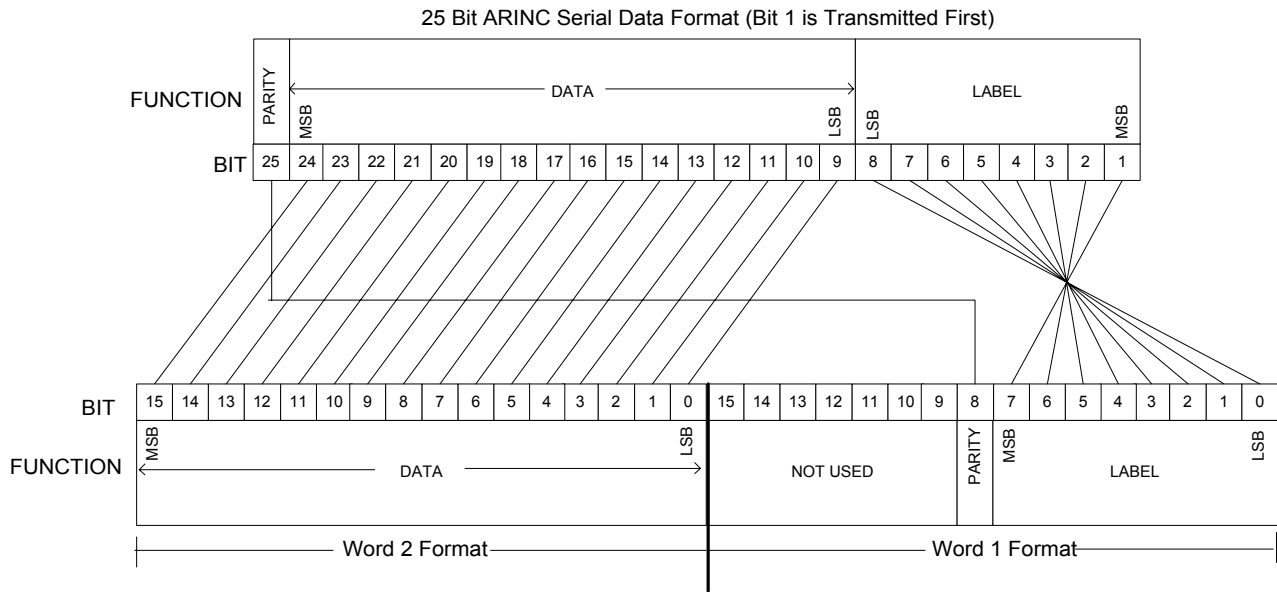 25 Bit ARINC Serial Data Format (Bit 1 is Transmitted First)
FUNCTION
PARITY
MSB
DATA
LSB
LSB
LABEL
MSB
BIT
25 24 23 22 21 20 19 18 17 16 15 14 13 12 11 10 9 8 7 6 5 4 3 2 1
BIT
15 14 13 12 11 10 9 8 7 6 5 4 3 2 1 0 15 14 13 12 11 10 9 8 7 6 5 4 3 2 1 0
FUNCTION
MSB
DATA
LSB
NOT USED
PARITY
MSB
LABEL
LSB
Word 2 Format
Word 1 Format